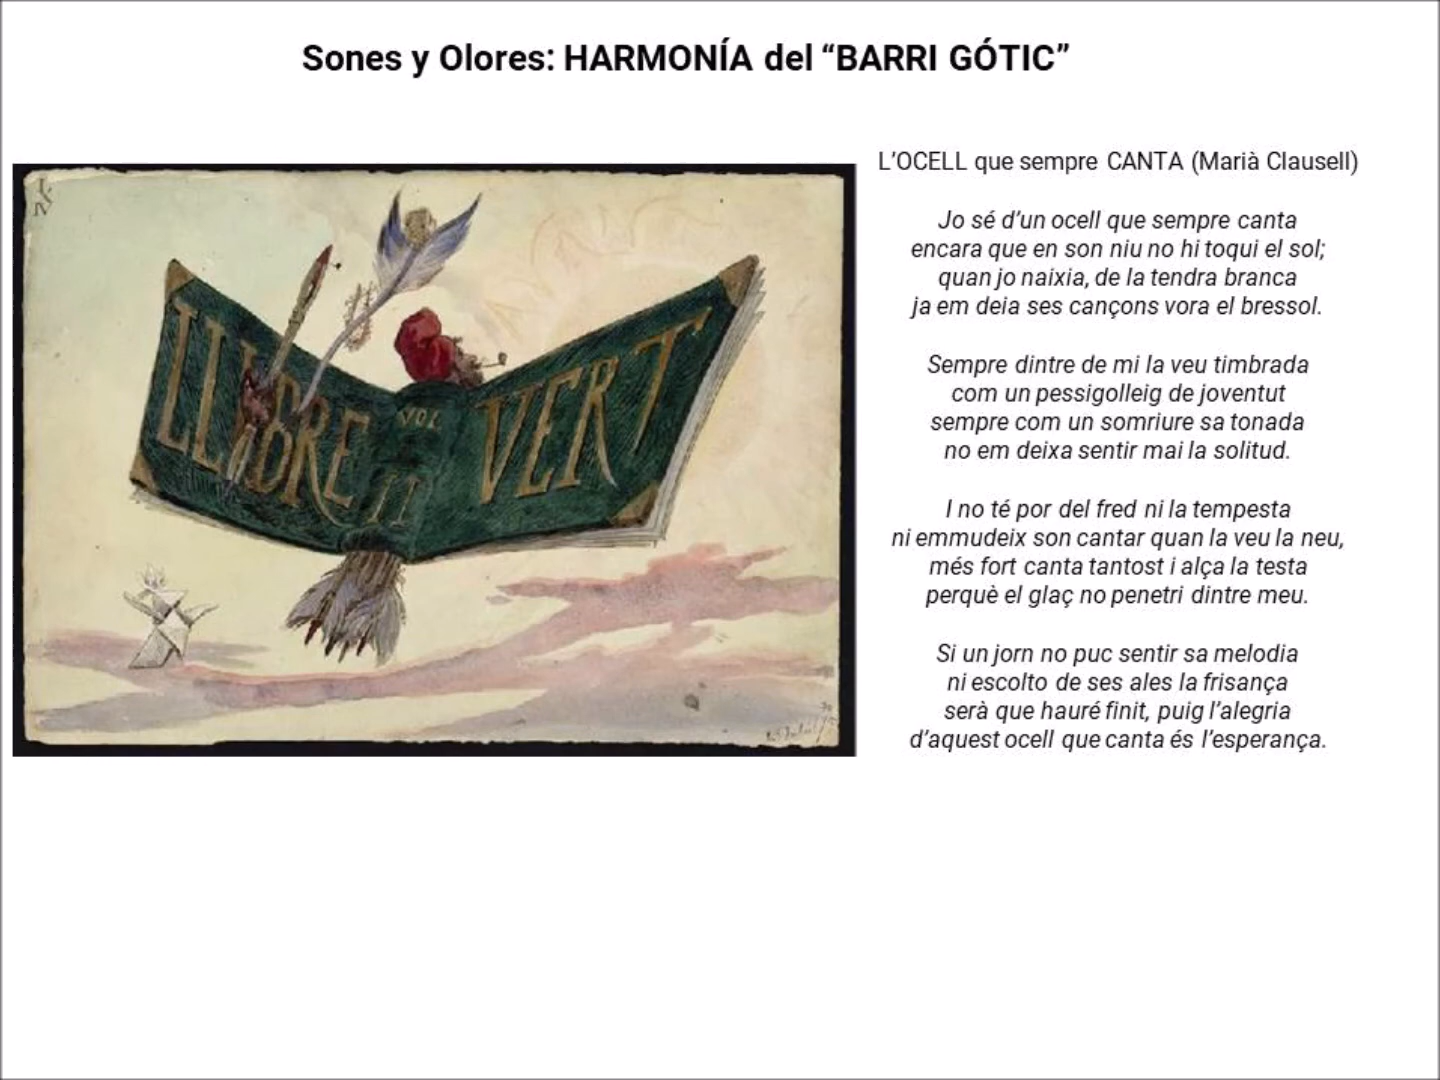 Sones y Olores: HARMONÍA del “BARRI GÓTIC”
LLIBRE VERT
VOL
II
L’OCELL que sempre CANTA (Marià Clausell)
Jo sé d’un ocell que sempre canta
encara que en son niu no hi toqui el sol;
quan jo naixia, de la tendra branca
ja em deia ses cançons vora el bressol.
Sempre dintre de mi la veu timbrada
com un pessigolleig de joventut
sempre com un somriure sa tonada
no em deixa sentir mai la solitud.
I no té por del fred ni la tempesta
ni emmudeix son cantar quan la veu la neu,
més fort canta tantost i alça la testa
perquè el glaç no penetri dintre meu.
Si un jorn no puc sentir sa melodia
ni escolto de ses ales la frisança
serà que hauré finit, puig l’alegria
d’aquest ocell que canta és l’esperança.